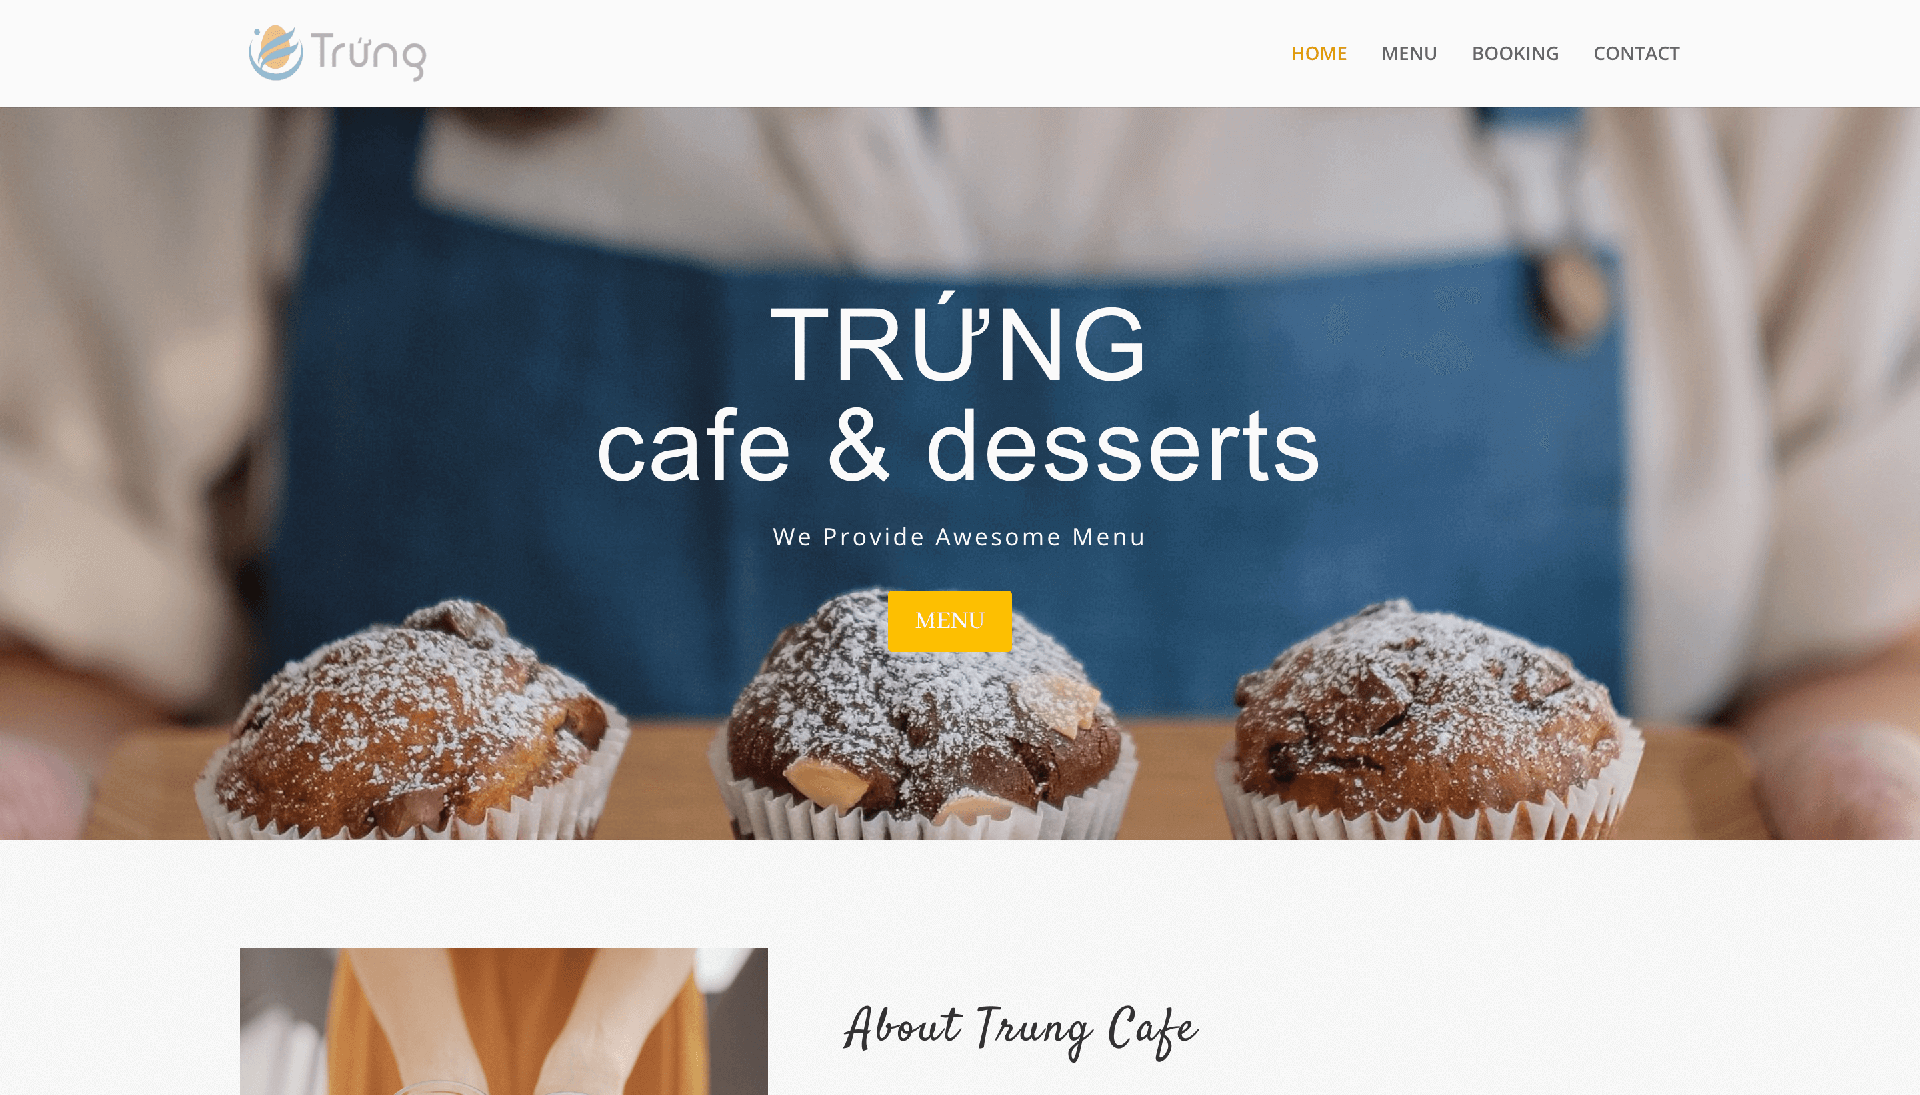 Trứng
HOME MENU BOOKING CONTACT
TRỨNG
cafe & desserts
We Provide Awesome Menu
MENU
About Trung Cafe